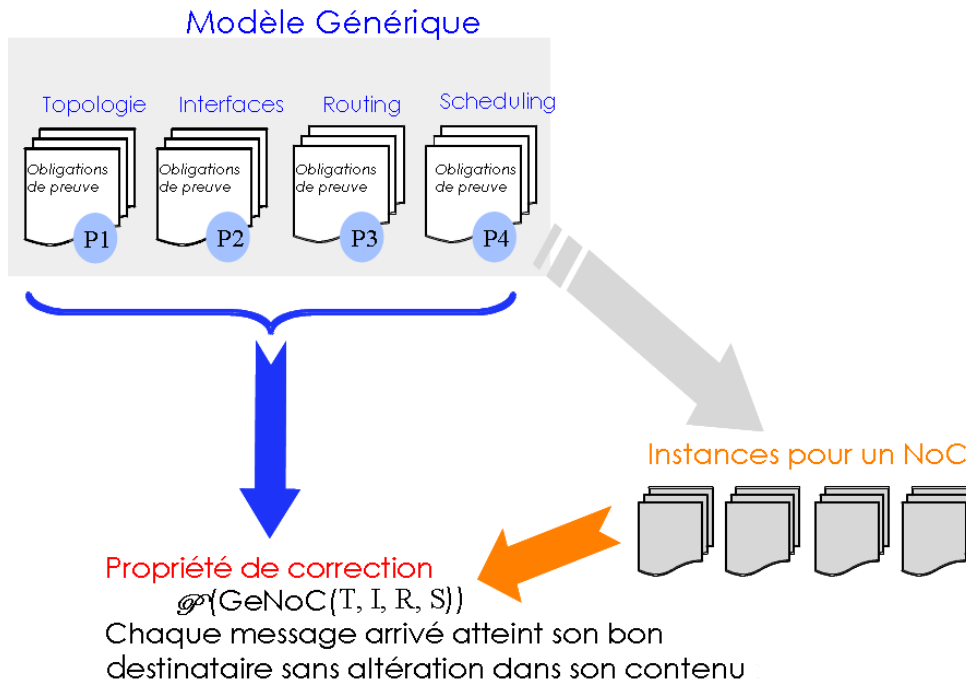 Modèle Générique
Topologie Interfaces Routing Scheduling
Obligations de preuve Obligations de preuve Obligations de preuve Obligations de preuve
P1 P2 P3 P4
Instances pour un NoC
Propriété de correction
𝒫(GeNoC(T, I, R, S))
Chaque message arrivé atteint son bon
destinataire sans altération dans son contenu